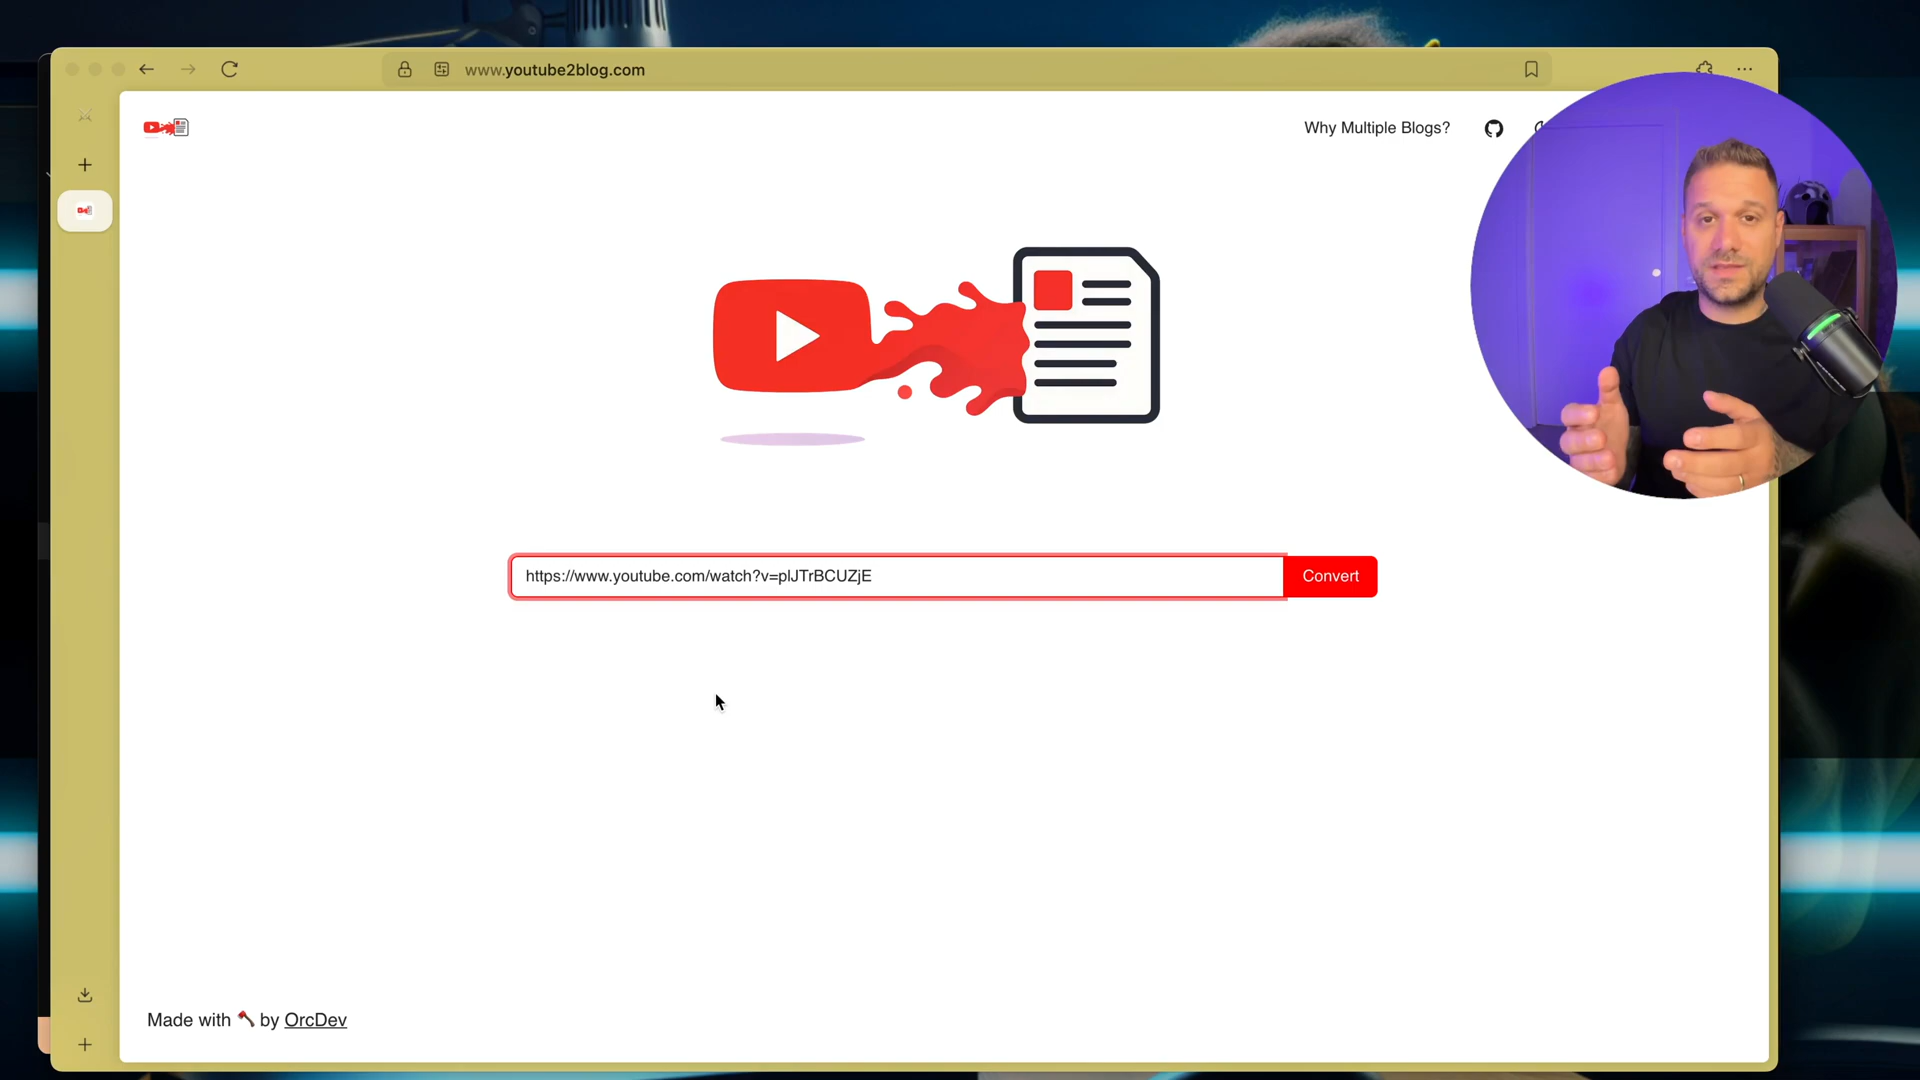 www.youtube2blog.com
Why Multiple Blogs?
https://www.youtube.com/watch?v=plJTrBCUZjE
Convert
Made with by OrcDev